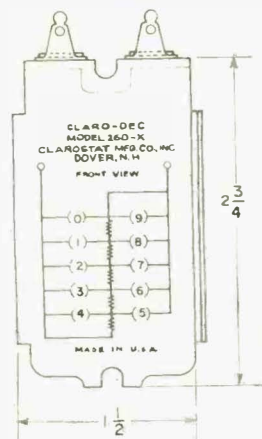 CLARO-DEC
MODEL 260-X
CLAROSTAT MFG. CO., INC
DOVER, N.H
FRONT VIEW
(0) (9)
(1) (8)
(2) (7)
(3) (6)
(4) (5)
MADE IN U.S.A.
2 3/4
1 1/2